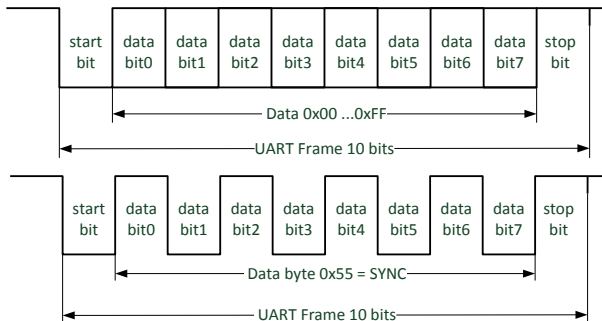 start data data data data data data data data stop
bit bit0 bit1 bit2 bit3 bit4 bit5 bit6 bit7 bit
Data 0x00 ...0xFF
UART Frame 10 bits
start data data data data data data data data stop
bit bit0 bit1 bit2 bit3 bit4 bit5 bit6 bit7 bit
Data byte 0x55 = SYNC
UART Frame 10 bits